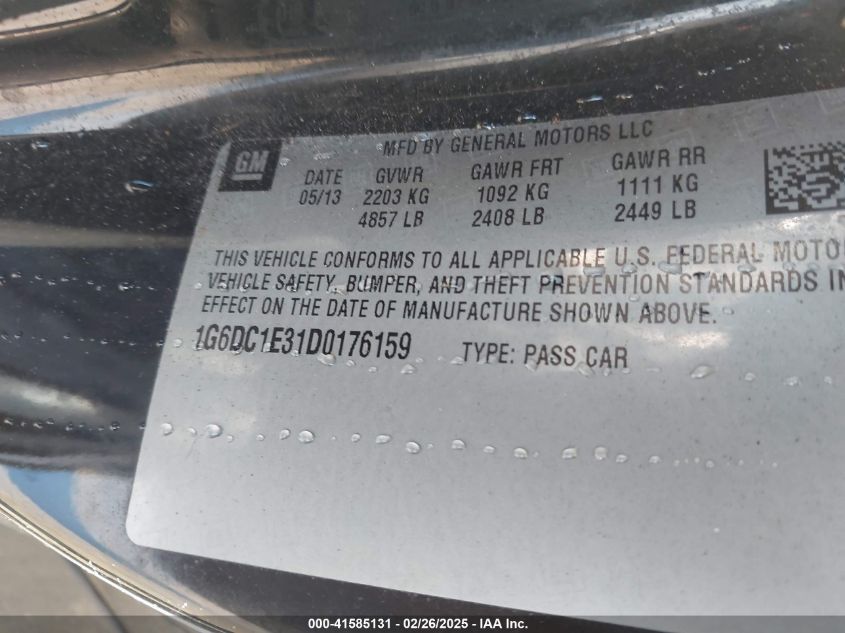 MFD BY GENERAL MOTORS LLC
GM
DATE GVWR GAWR FRT GAWR RR
05/13 2203 KG 1092 KG 1111 KG
4857 LB 2408 LB 2449 LB
THIS VEHICLE CONFORMS TO ALL APPLICABLE U.S. FEDERAL MOTOR
VEHICLE SAFETY, BUMPER, AND THEFT PREVENTION STANDARDS IN
EFFECT ON THE DATE OF MANUFACTURE SHOWN ABOVE.
1G6DC1E31D0176159 TYPE: PASS CAR
000-41585131 - 02/26/2025 - IAA Inc.